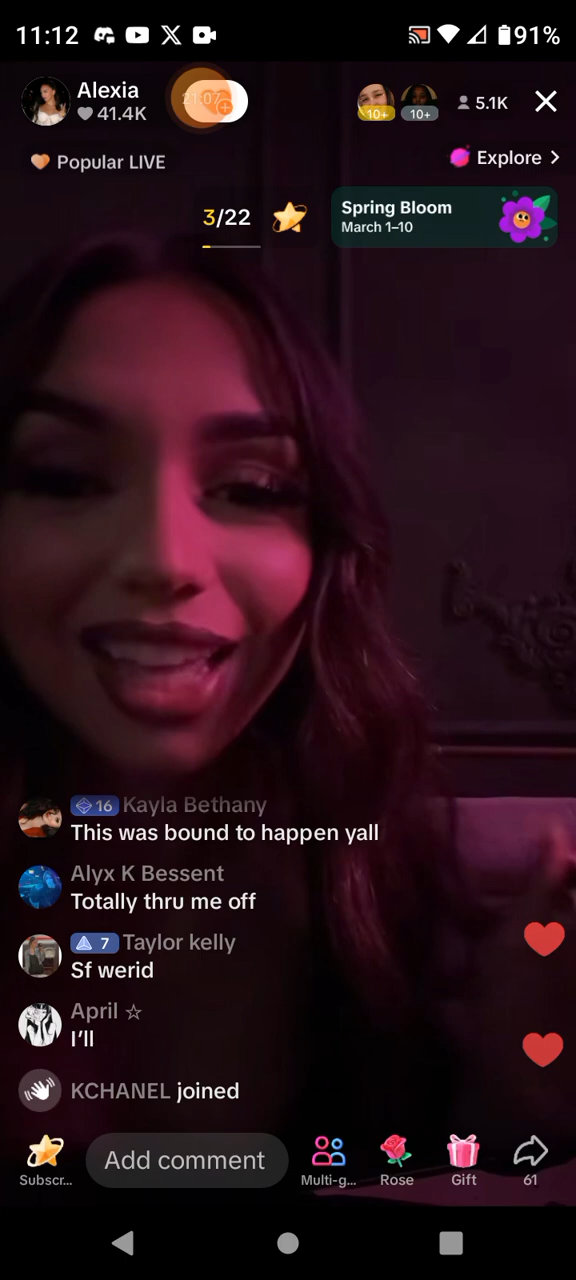 11:12
91%
Alexia
41.4K
21:07
10+
10+
5.1K
Popular LIVE
Explore
3/22
Spring Bloom
March 1–10
16 Kayla Bethany
This was bound to happen yall
Alyx K Bessent
Totally thru me off
7 Taylor kelly
Sf werid
April ☆
I'll
KCHANEL joined
Add comment
Subscr...
Multi-g...
Rose
Gift
61